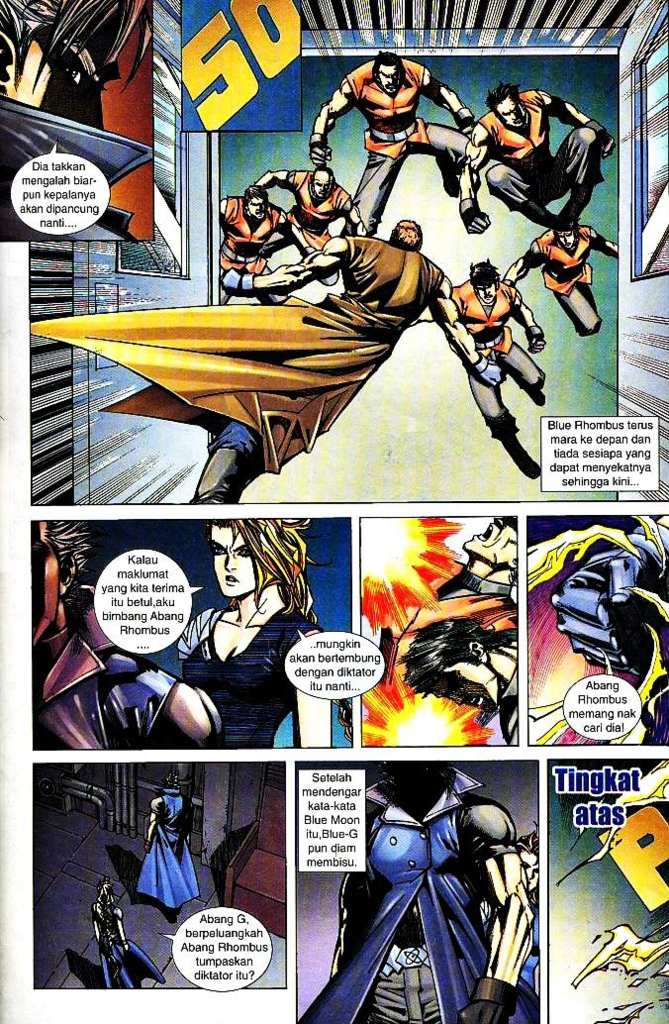 50
Dia takkan
mengalah biar-
pun kepalanya
akan dipancung
nanti....
Blue Rhombus terus
mara ke depan dan
tiada sesiapa yang
dapat menyekatnya
sehingga kini...
Kalau
maklumat
yang kita terima
itu betul,aku
bimbang Abang
Rhombus
....
..mungkin
akan bertembung
dengan diktator
itu nanti...
Abang
Rhombus
memang nak
cari dia!
Abang G,
berpeluangkah
Abang Rhombus
tumpaskan
diktator itu?
Setelah
mendengar
kata-kata
Blue Moon
itu,Blue-G
pun diam
membisu.
Tingkat
atas
P